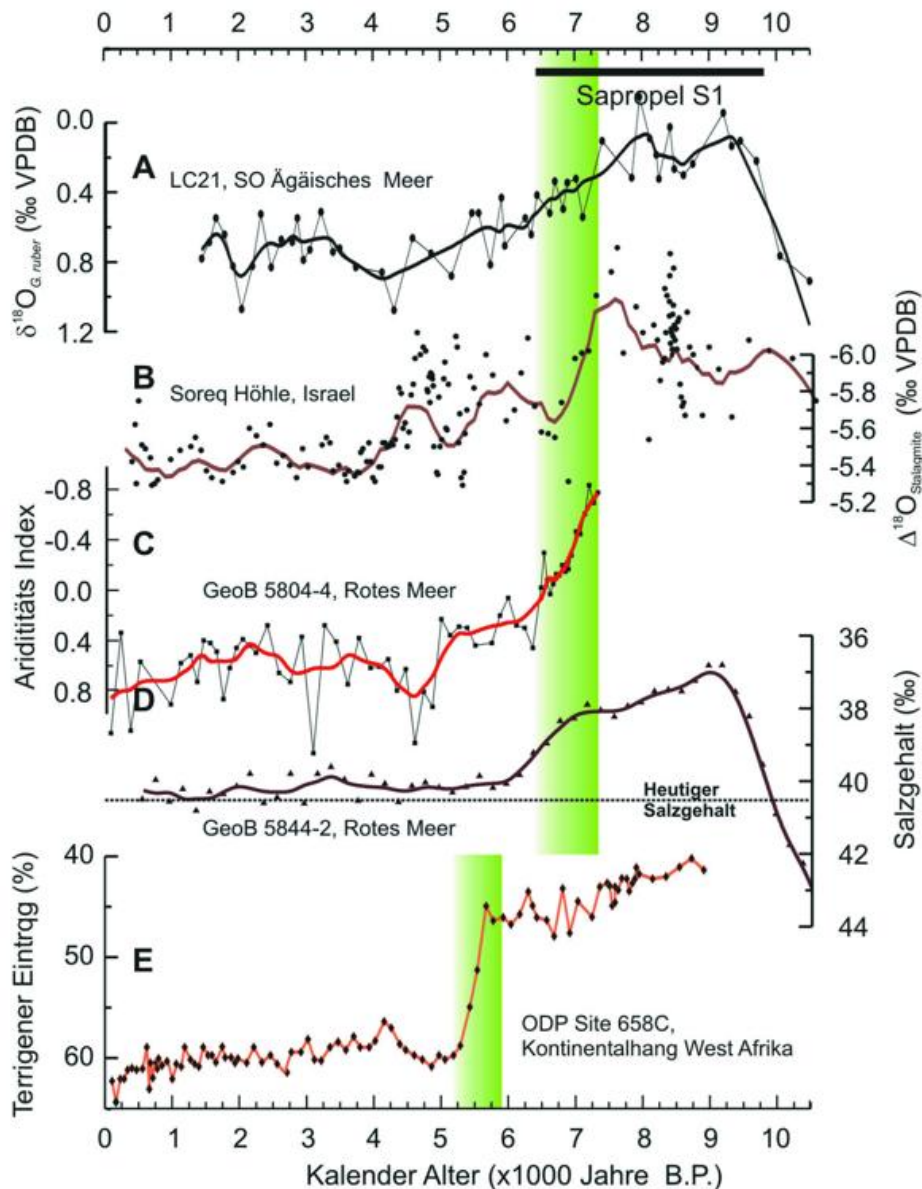 0 1 2 3 4 5 6 7 8 9 10
Sapropel S1
δ18O G. ruber (‰ VPDB)
0.0
0.4
0.8
1.2
A
LC21, SO Ägäisches Meer
B
Soreq Höhle, Israel
-6.0
-5.8
-5.6
-5.4
-5.2
Δ18O Stalagmite (‰ VPDB)
Aridititäts Index
-0.8
-0.4
0.0
0.4
0.8
C
GeoB 5804-4, Rotes Meer
D
36
38
40
42
44
Salzgehalt (‰)
Heutiger
Salzgehalt
GeoB 5844-2, Rotes Meer
Terrigener Eintrqg (%)
40
50
60
E
ODP Site 658C,
Kontinentalhang West Afrika
0 1 2 3 4 5 6 7 8 9 10
Kalender Alter (x1000 Jahre B.P.)